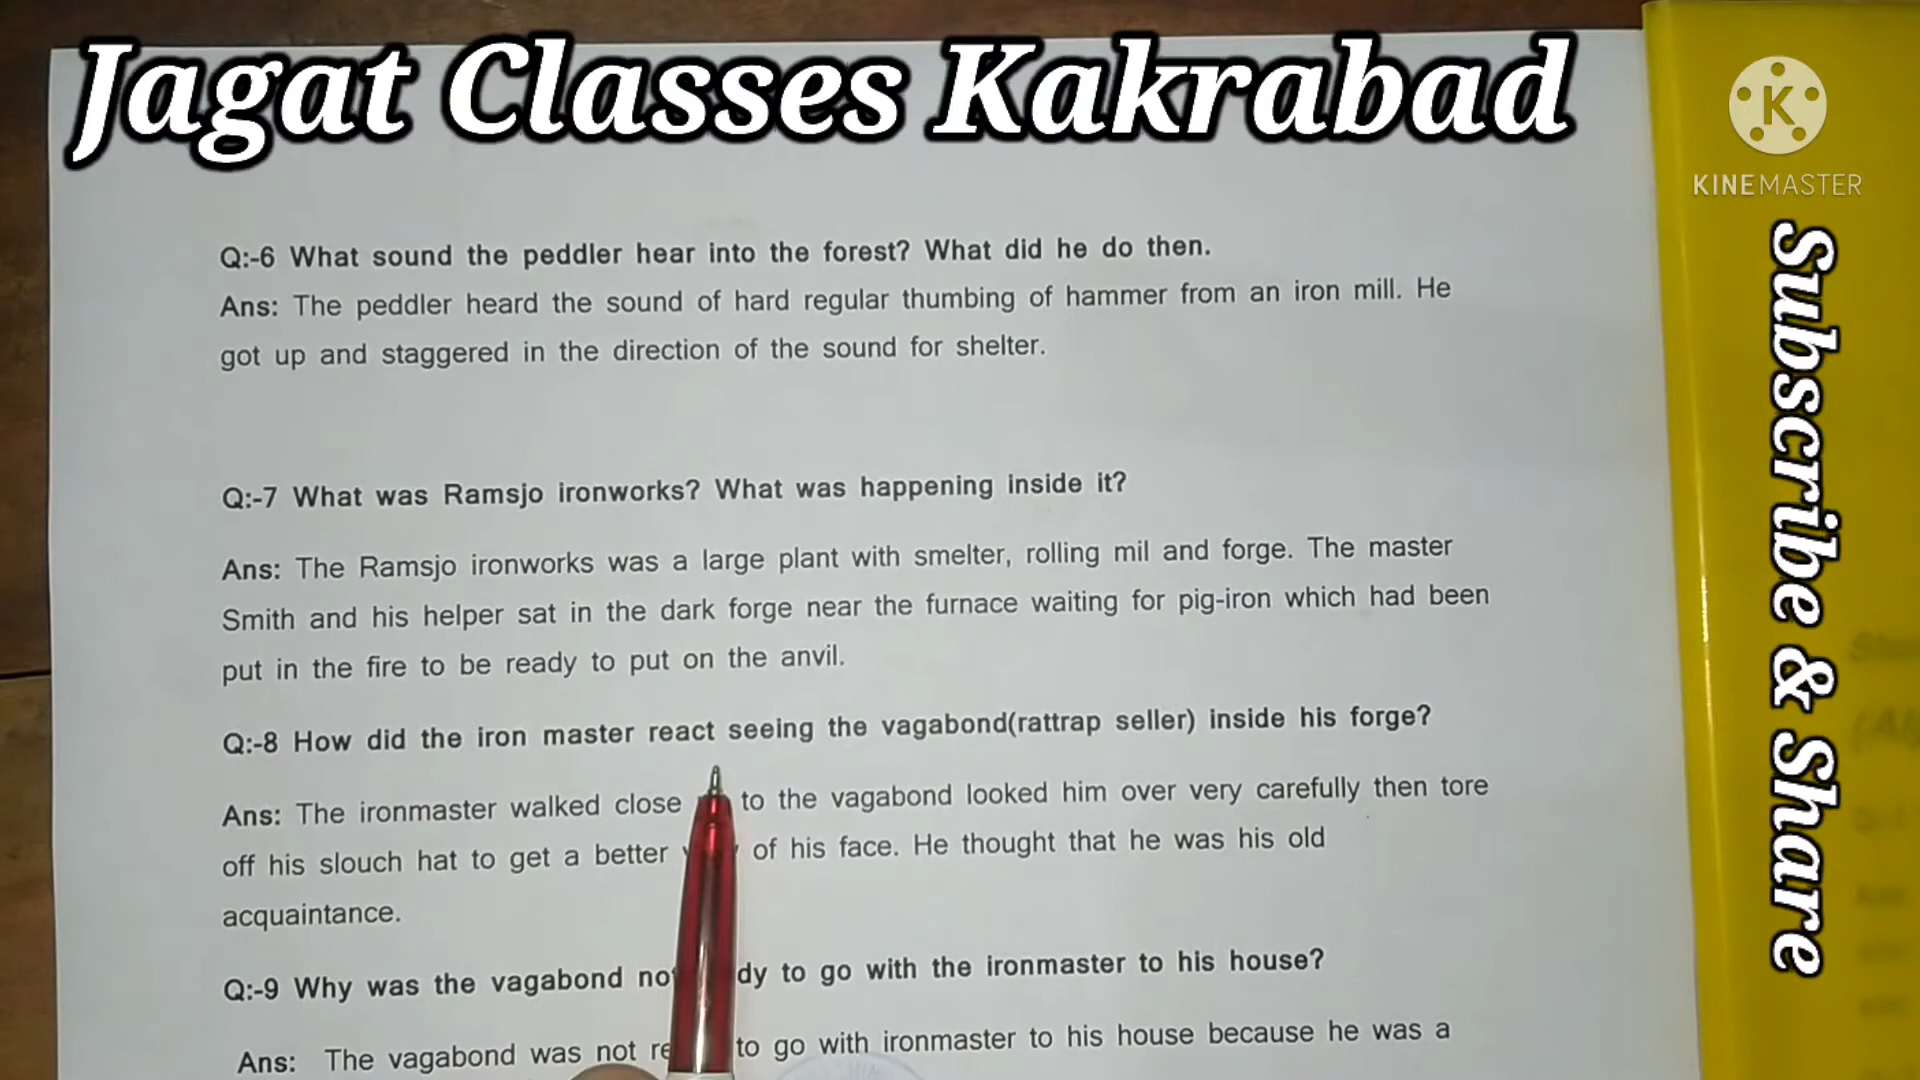 Jagat Classes Kakrabad
KINEMASTER
Subscribe & Share
Q:-6 What sound the peddler hear into the forest? What did he do then.
Ans: The peddler heard the sound of hard regular thumbing of hammer from an iron mill. He
got up and staggered in the direction of the sound for shelter.
Q:-7 What was Ramsjo ironworks? What was happening inside it?
Ans: The Ramsjo ironworks was a large plant with smelter, rolling mil and forge. The master
Smith and his helper sat in the dark forge near the furnace waiting for pig-iron which had been
put in the fire to be ready to put on the anvil.
Q:-8 How did the iron master react seeing the vagabond(rattrap seller) inside his forge?
Ans: The ironmaster walked close to the vagabond looked him over very carefully then tore
off his slouch hat to get a better of his face. He thought that he was his old
acquaintance.
Q:-9 Why was the vagabond to go with the ironmaster to his house?
Ans: The vagabond was not to go with ironmaster to his house because he was a